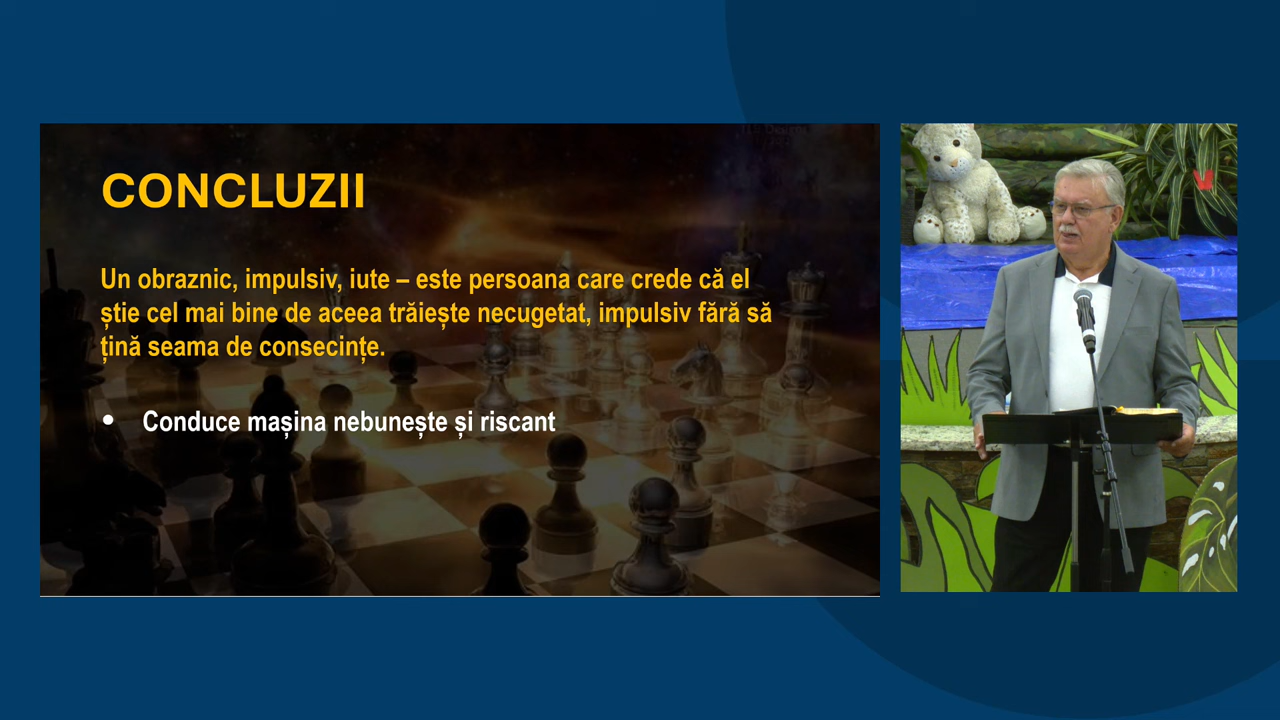 CONCLUZII
Un obraznic, impulsiv, iute – este persoana care crede că el
știe cel mai bine de aceea trăiește necugetat, impulsiv fără să
țină seama de consecințe.
• Conduce mașina nebunește și riscant